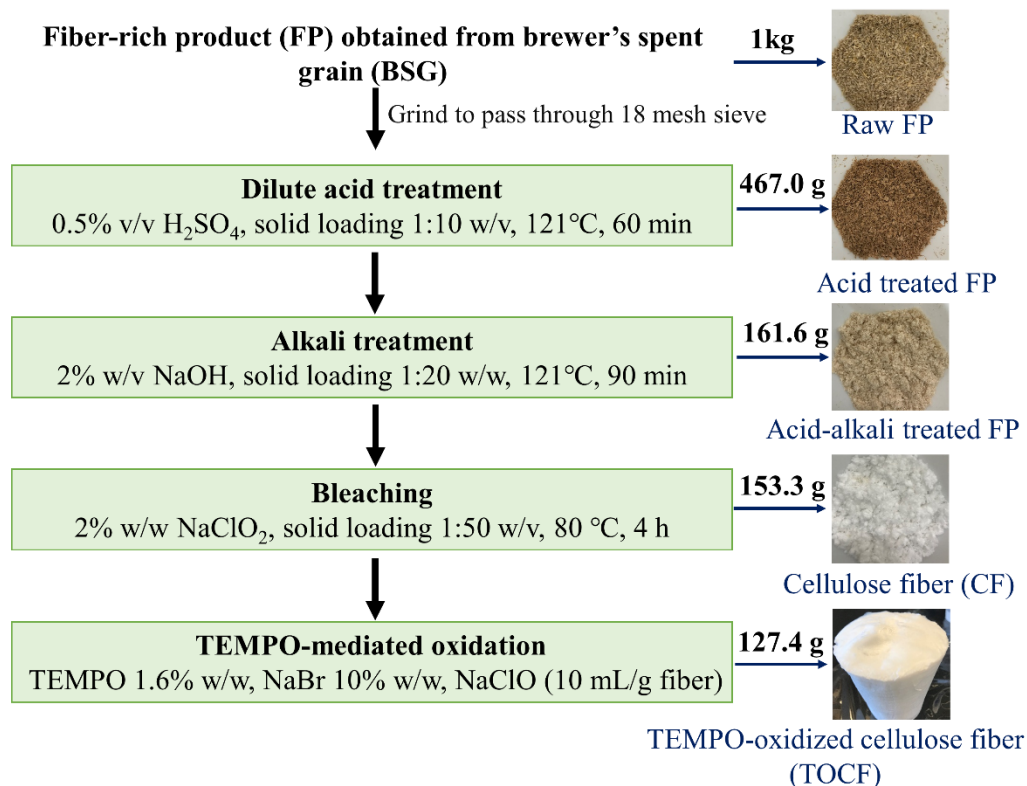 Fiber-rich product (FP) obtained from brewer's spent
grain (BSG)
1kg
Raw FP
Grind to pass through 18 mesh sieve
Dilute acid treatment
0.5% v/v H₂SO₄, solid loading 1:10 w/v, 121℃, 60 min
467.0 g
Acid treated FP
Alkali treatment
2% w/v NaOH, solid loading 1:20 w/w, 121℃, 90 min
161.6 g
Acid-alkali treated FP
Bleaching
2% w/w NaClO₂, solid loading 1:50 w/v, 80 ℃, 4 h
153.3 g
Cellulose fiber (CF)
TEMPO-mediated oxidation
TEMPO 1.6% w/w, NaBr 10% w/w, NaClO (10 mL/g fiber)
127.4 g
TEMPO-oxidized cellulose fiber
(TOCF)